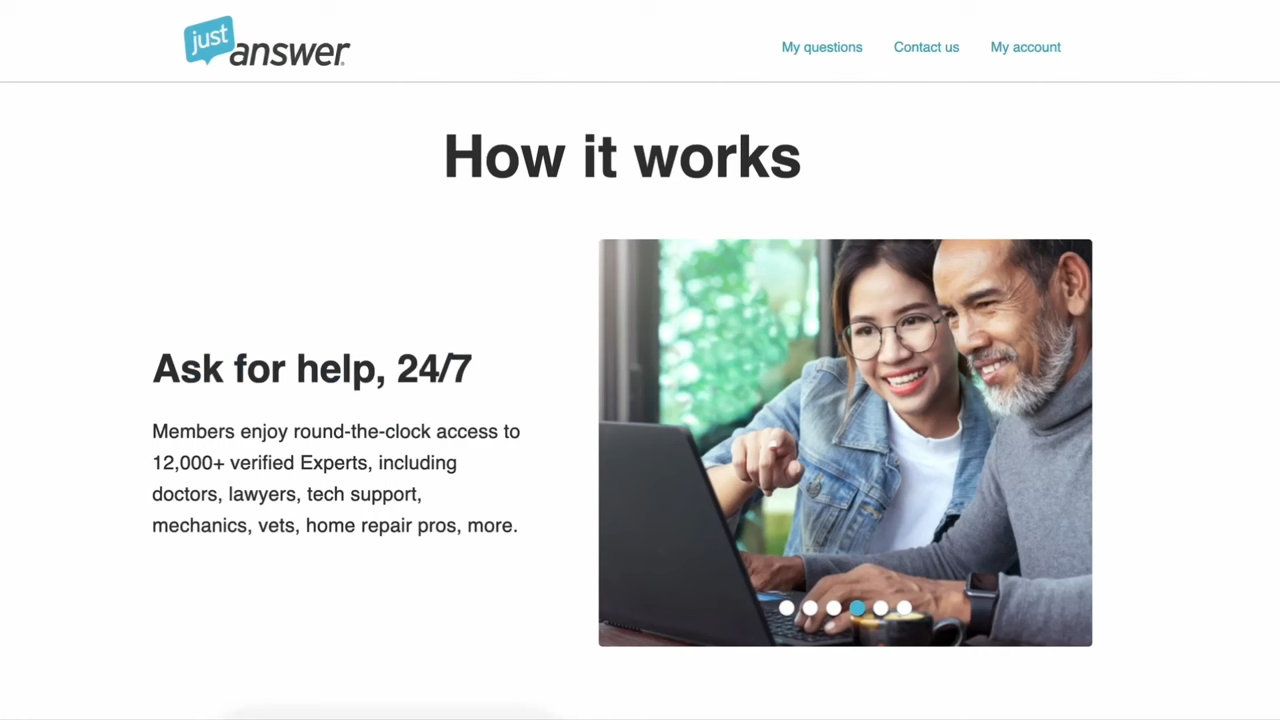 just
answer
My questions
Contact us
My account
How it works
Ask for help, 24/7
Members enjoy round-the-clock access to
12,000+ verified Experts, including
doctors, lawyers, tech support,
mechanics, vets, home repair pros, more.